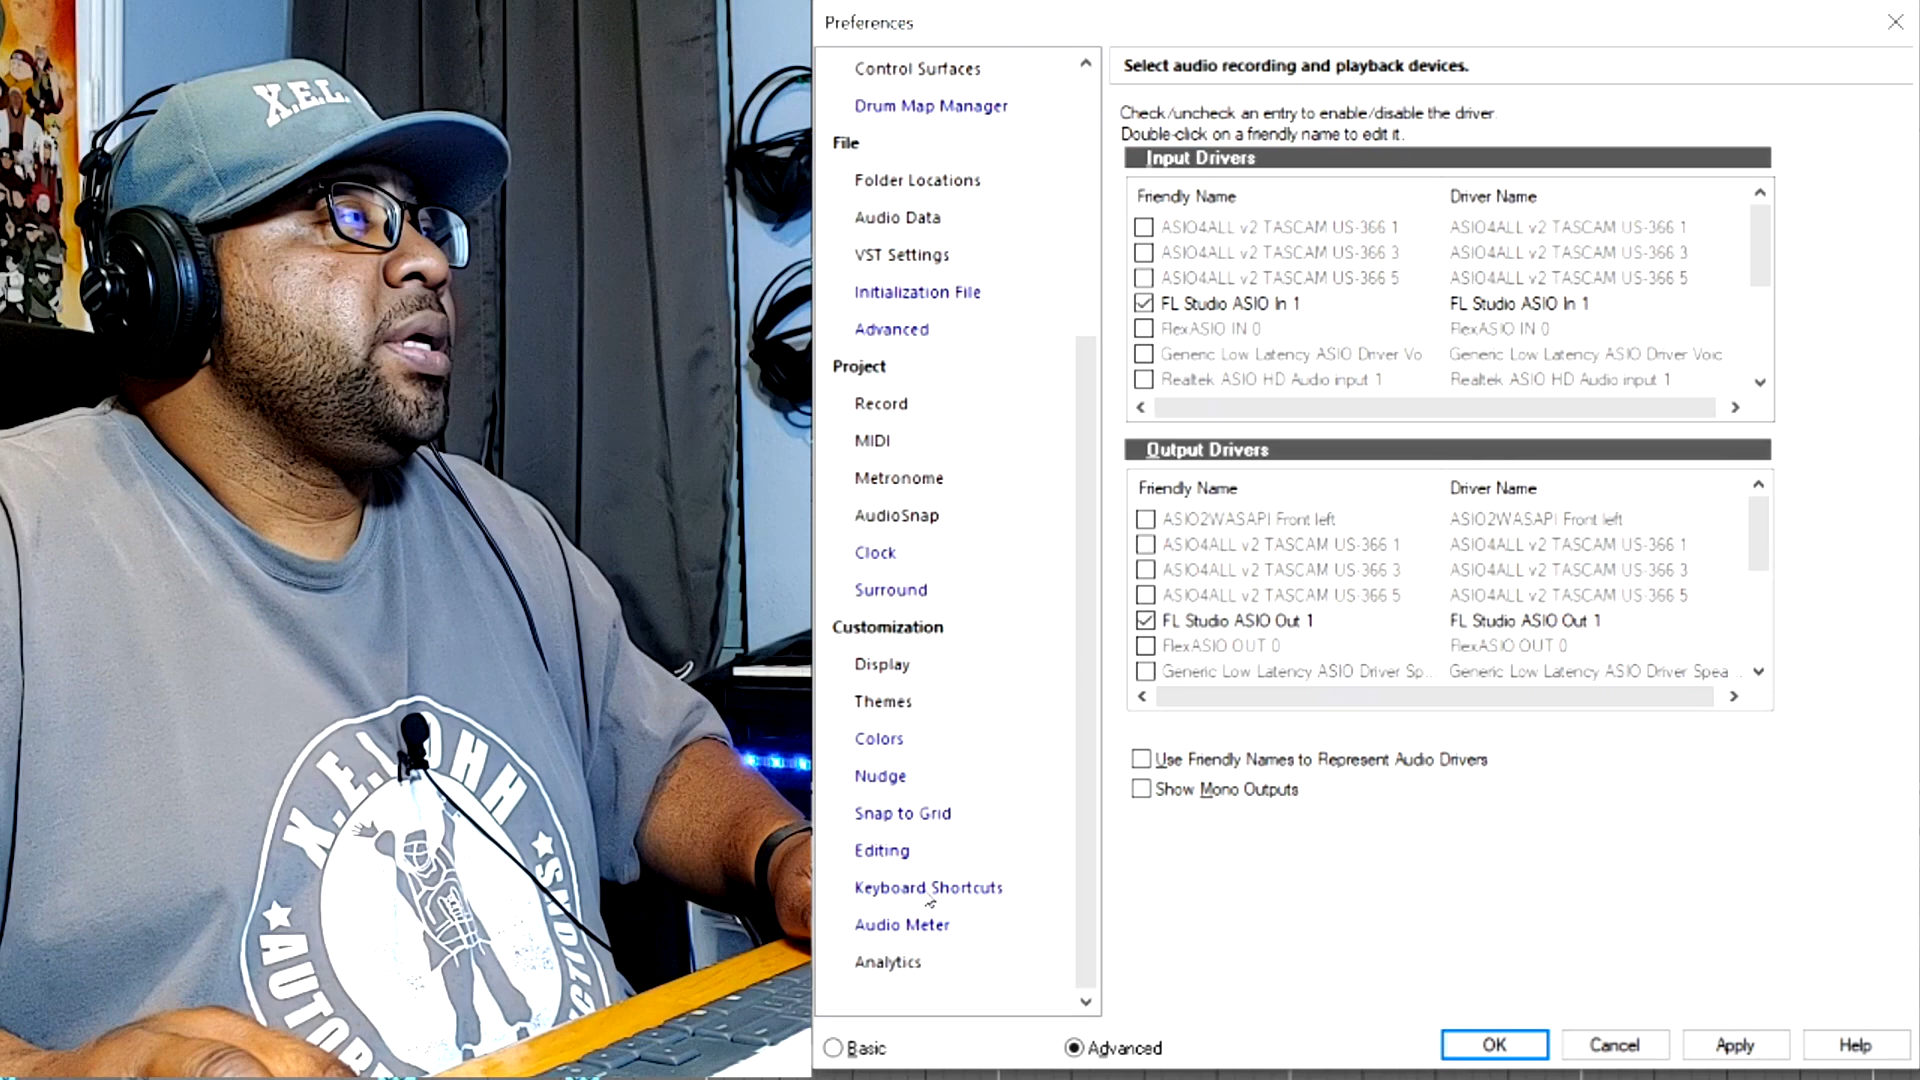 X.E.L.
X.E.L. OHH
Preferences
Control Surfaces
Drum Map Manager
File
Folder Locations
Audio Data
VST Settings
Initialization File
Advanced
Project
Record
MIDI
Metronome
AudioSnap
Clock
Surround
Customization
Display
Themes
Colors
Nudge
Snap to Grid
Editing
Keyboard Shortcuts
Audio Meter
Analytics
Basic
Advanced
Select audio recording and playback devices.
Check/uncheck an entry to enable/disable the driver.
Double-click on a friendly name to edit it.
Input Drivers
Friendly Name Driver Name
ASIO4ALL v2 TASCAM US-366 1 ASIO4ALL v2 TASCAM US-366 1
ASIO4ALL v2 TASCAM US-366 3 ASIO4ALL v2 TASCAM US-366 3
ASIO4ALL v2 TASCAM US-366 5 ASIO4ALL v2 TASCAM US-366 5
FL Studio ASIO In 1 FL Studio ASIO In 1
FlexASIO IN 0 FlexASIO IN 0
Generic Low Latency ASIO Driver Vo Generic Low Latency ASIO Driver Voic
Realtek ASIO HD Audio input 1 Realtek ASIO HD Audio input 1
Output Drivers
Friendly Name Driver Name
ASIO2WASAPI Front left ASIO2WASAPI Front left
ASIO4ALL v2 TASCAM US-366 1 ASIO4ALL v2 TASCAM US-366 1
ASIO4ALL v2 TASCAM US-366 3 ASIO4ALL v2 TASCAM US-366 3
ASIO4ALL v2 TASCAM US-366 5 ASIO4ALL v2 TASCAM US-366 5
FL Studio ASIO Out 1 FL Studio ASIO Out 1
FlexASIO OUT 0 FlexASIO OUT 0
Generic Low Latency ASIO Driver Sp... Generic Low Latency ASIO Driver Spea...
Use Friendly Names to Represent Audio Drivers
Show Mono Outputs
OK Cancel Apply Help